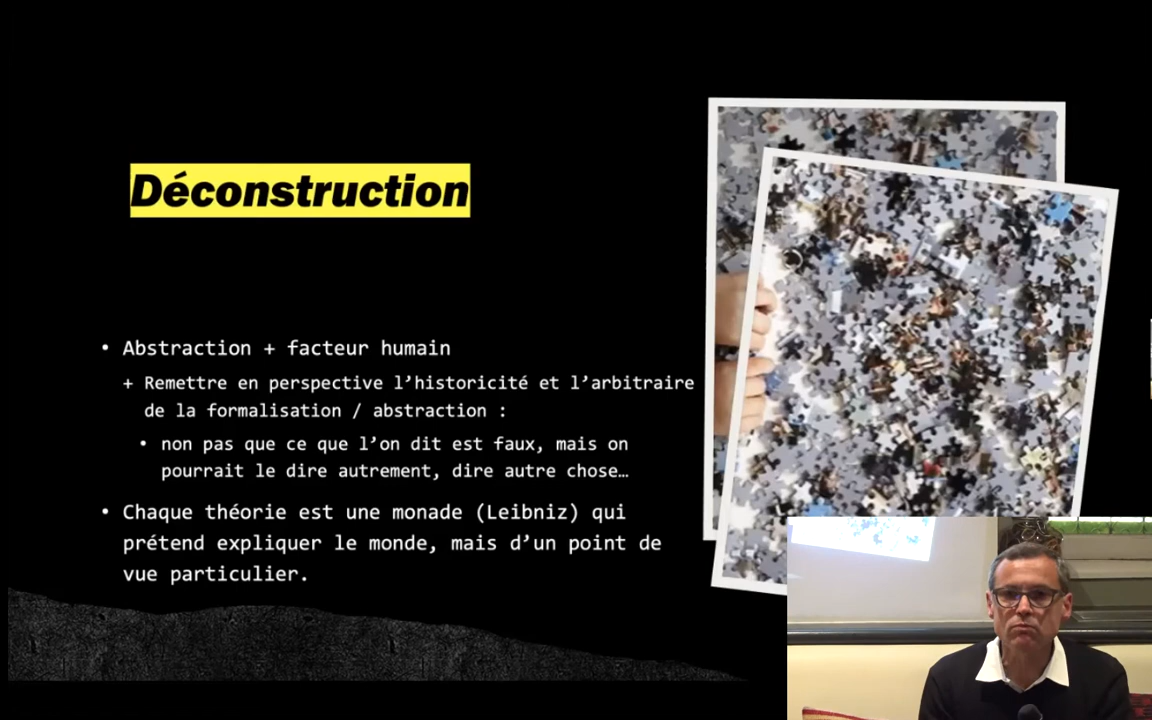 Déconstruction
• Abstraction + facteur humain
+ Remettre en perspective l’historicité et l’arbitraire
de la formalisation / abstraction :
• non pas que ce que l’on dit est faux, mais on
pourrait le dire autrement, dire autre chose…
• Chaque théorie est une monade (Leibniz) qui
prétend expliquer le monde, mais d’un point de
vue particulier.